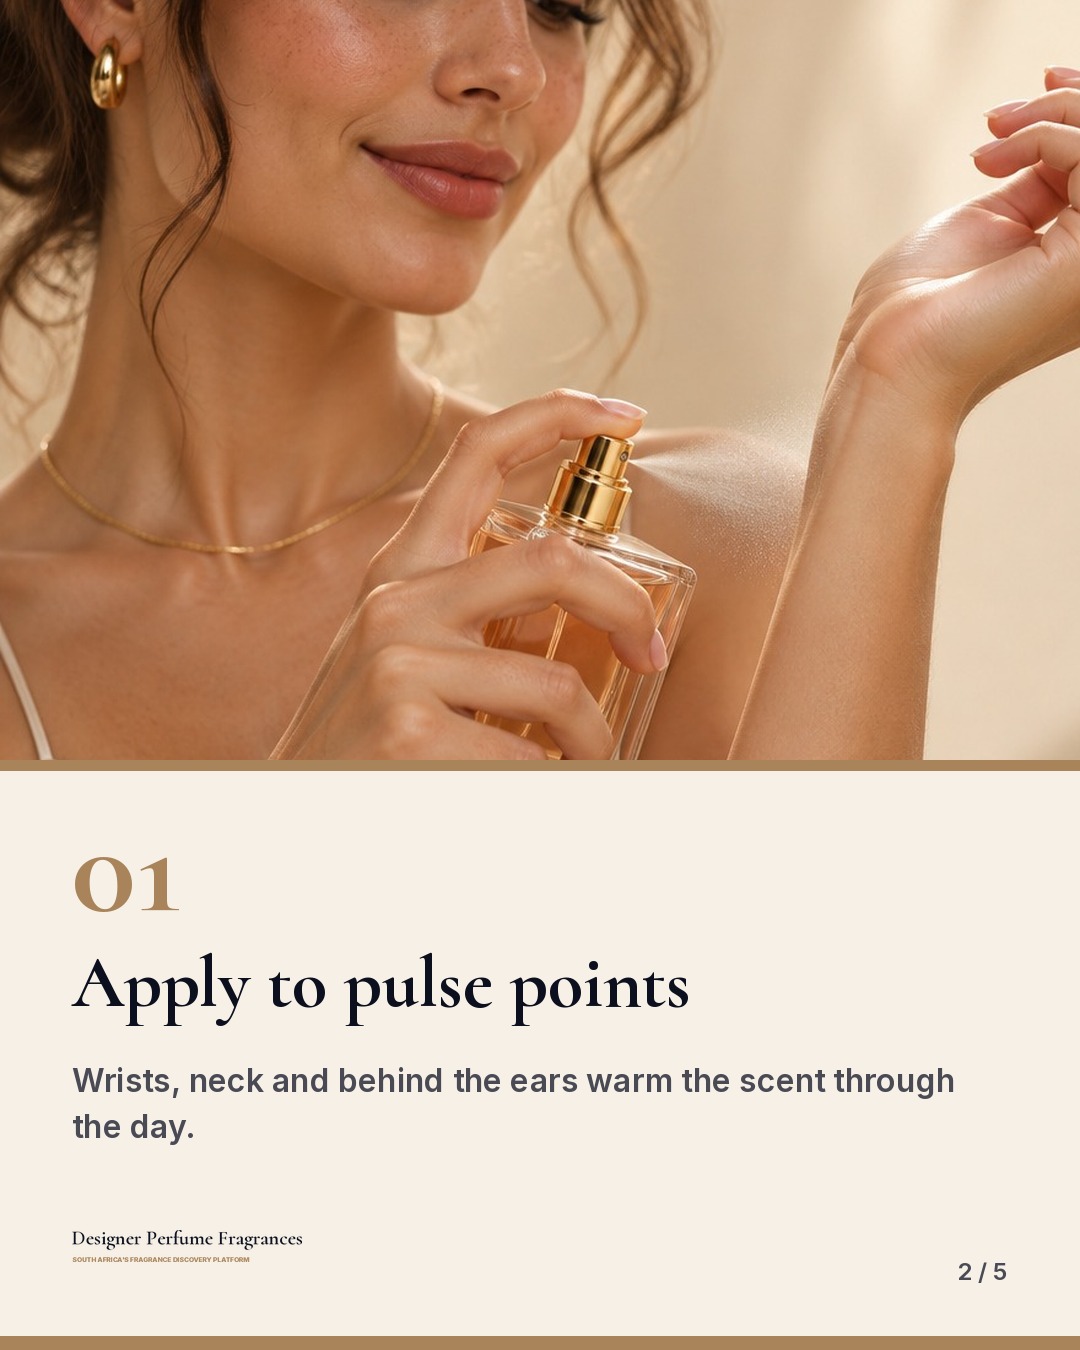 01
Apply to pulse points
Wrists, neck and behind the ears warm the scent through
the day.
Designer Perfume Fragrances
SOUTH AFRICA'S FRAGRANCE DISCOVERY PLATFORM
2 / 5